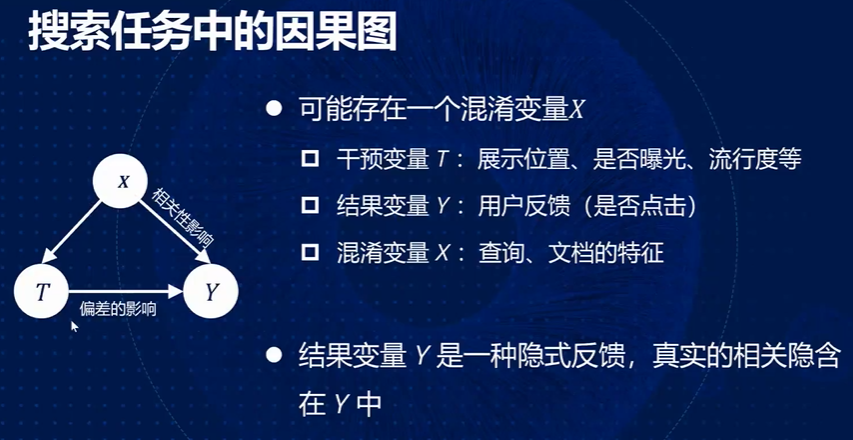 搜索任务中的因果图
● 可能存在一个混淆变量X
干预变量 T：展示位置、是否曝光、流行度等
结果变量 Y：用户反馈（是否点击）
混淆变量 X：查询、文档的特征
x
相关性影响
T
Y
偏差的影响
● 结果变量 Y 是一种隐式反馈，真实的相关隐含
在 Y 中